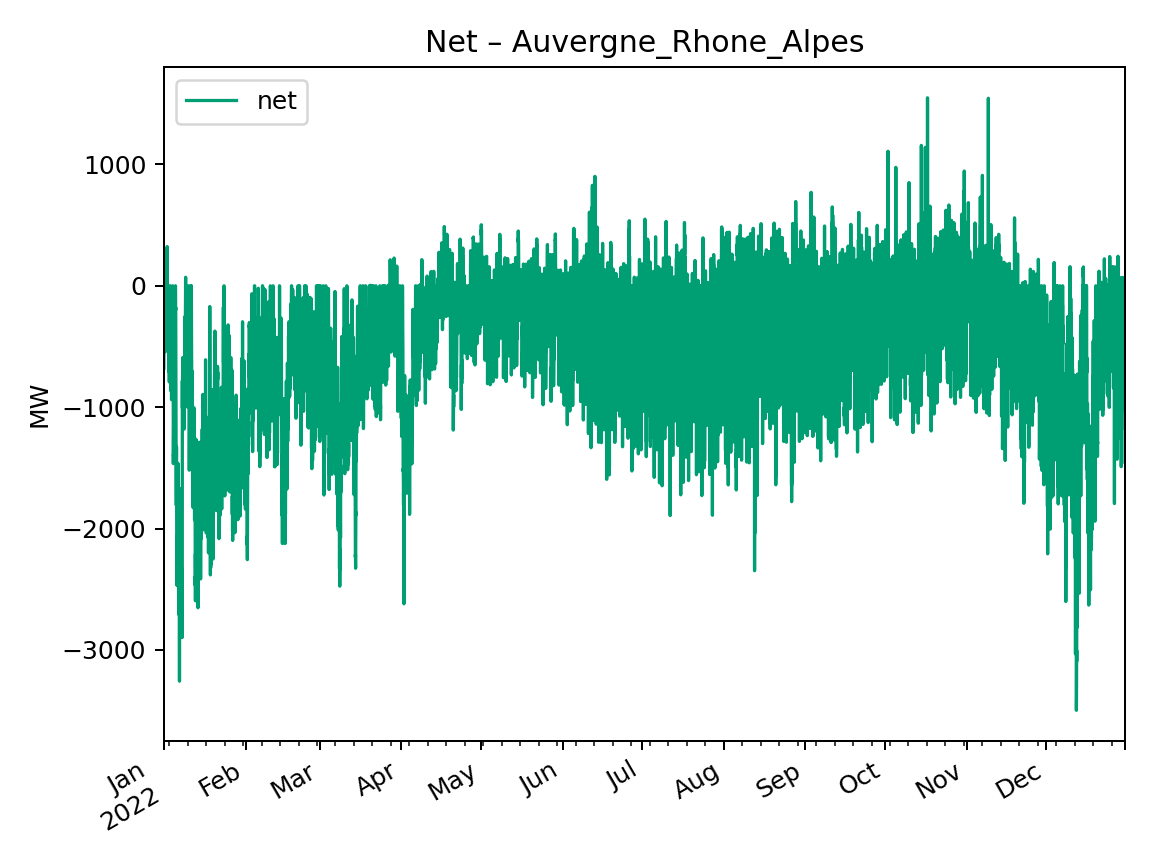 Net – Auvergne_Rhone_Alpes
net
1000
0
−1000
−2000
−3000
MW
Jan
2022
Feb
Mar
Apr
May
Jun
Jul
Aug
Sep
Oct
Nov
Dec